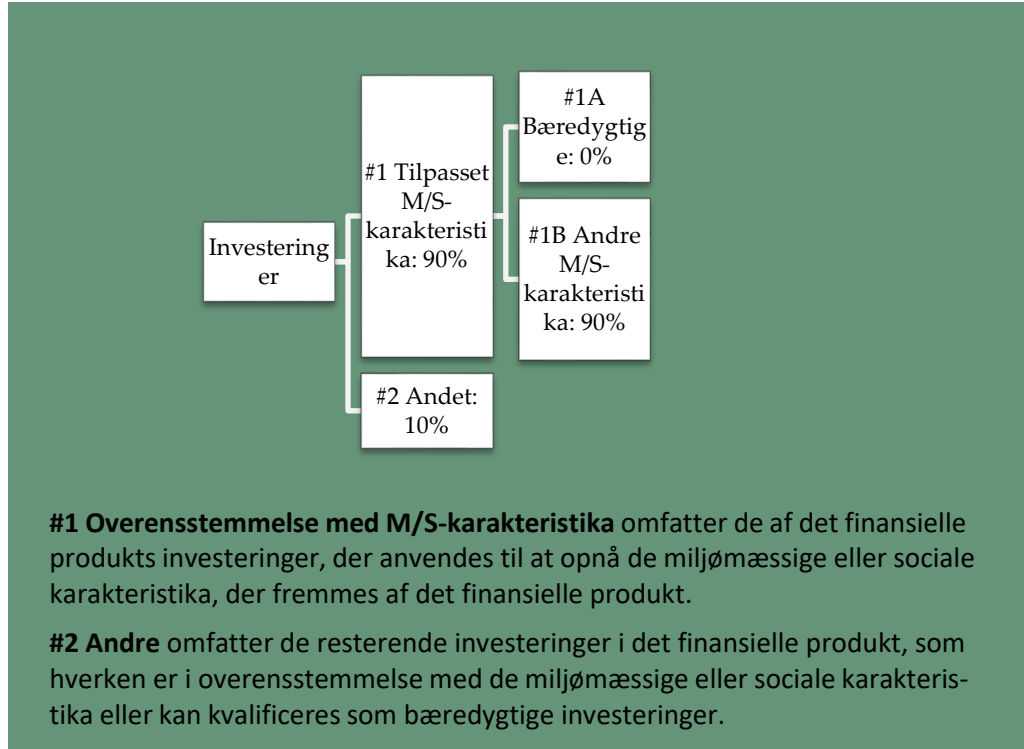 Investering
er
#1 Tilpasset
M/S-
karakteristi
ka: 90%
#2 Andet:
10%
#1A
Bæredygtig
e: 0%
#1B Andre
M/S-
karakteristi
ka: 90%
#1 Overensstemmelse med M/S-karakteristika omfatter de af det finansielle
produkts investeringer, der anvendes til at opnå de miljømæssige eller sociale
karakteristika, der fremmes af det finansielle produkt.
#2 Andre omfatter de resterende investeringer i det finansielle produkt, som
hverken er i overensstemmelse med de miljømæssige eller sociale karakteris-
tika eller kan kvalificeres som bæredygtige investeringer.